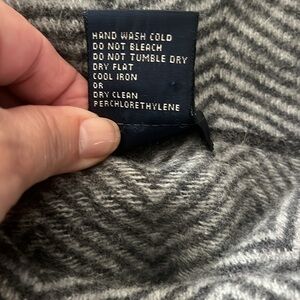 HAND WASH COLD
DO NOT BLEACH
DO NOT TUMBLE DRY
DRY FLAT
COOL IRON
OR
DRY CLEAN
PERCHLORETHYLENE